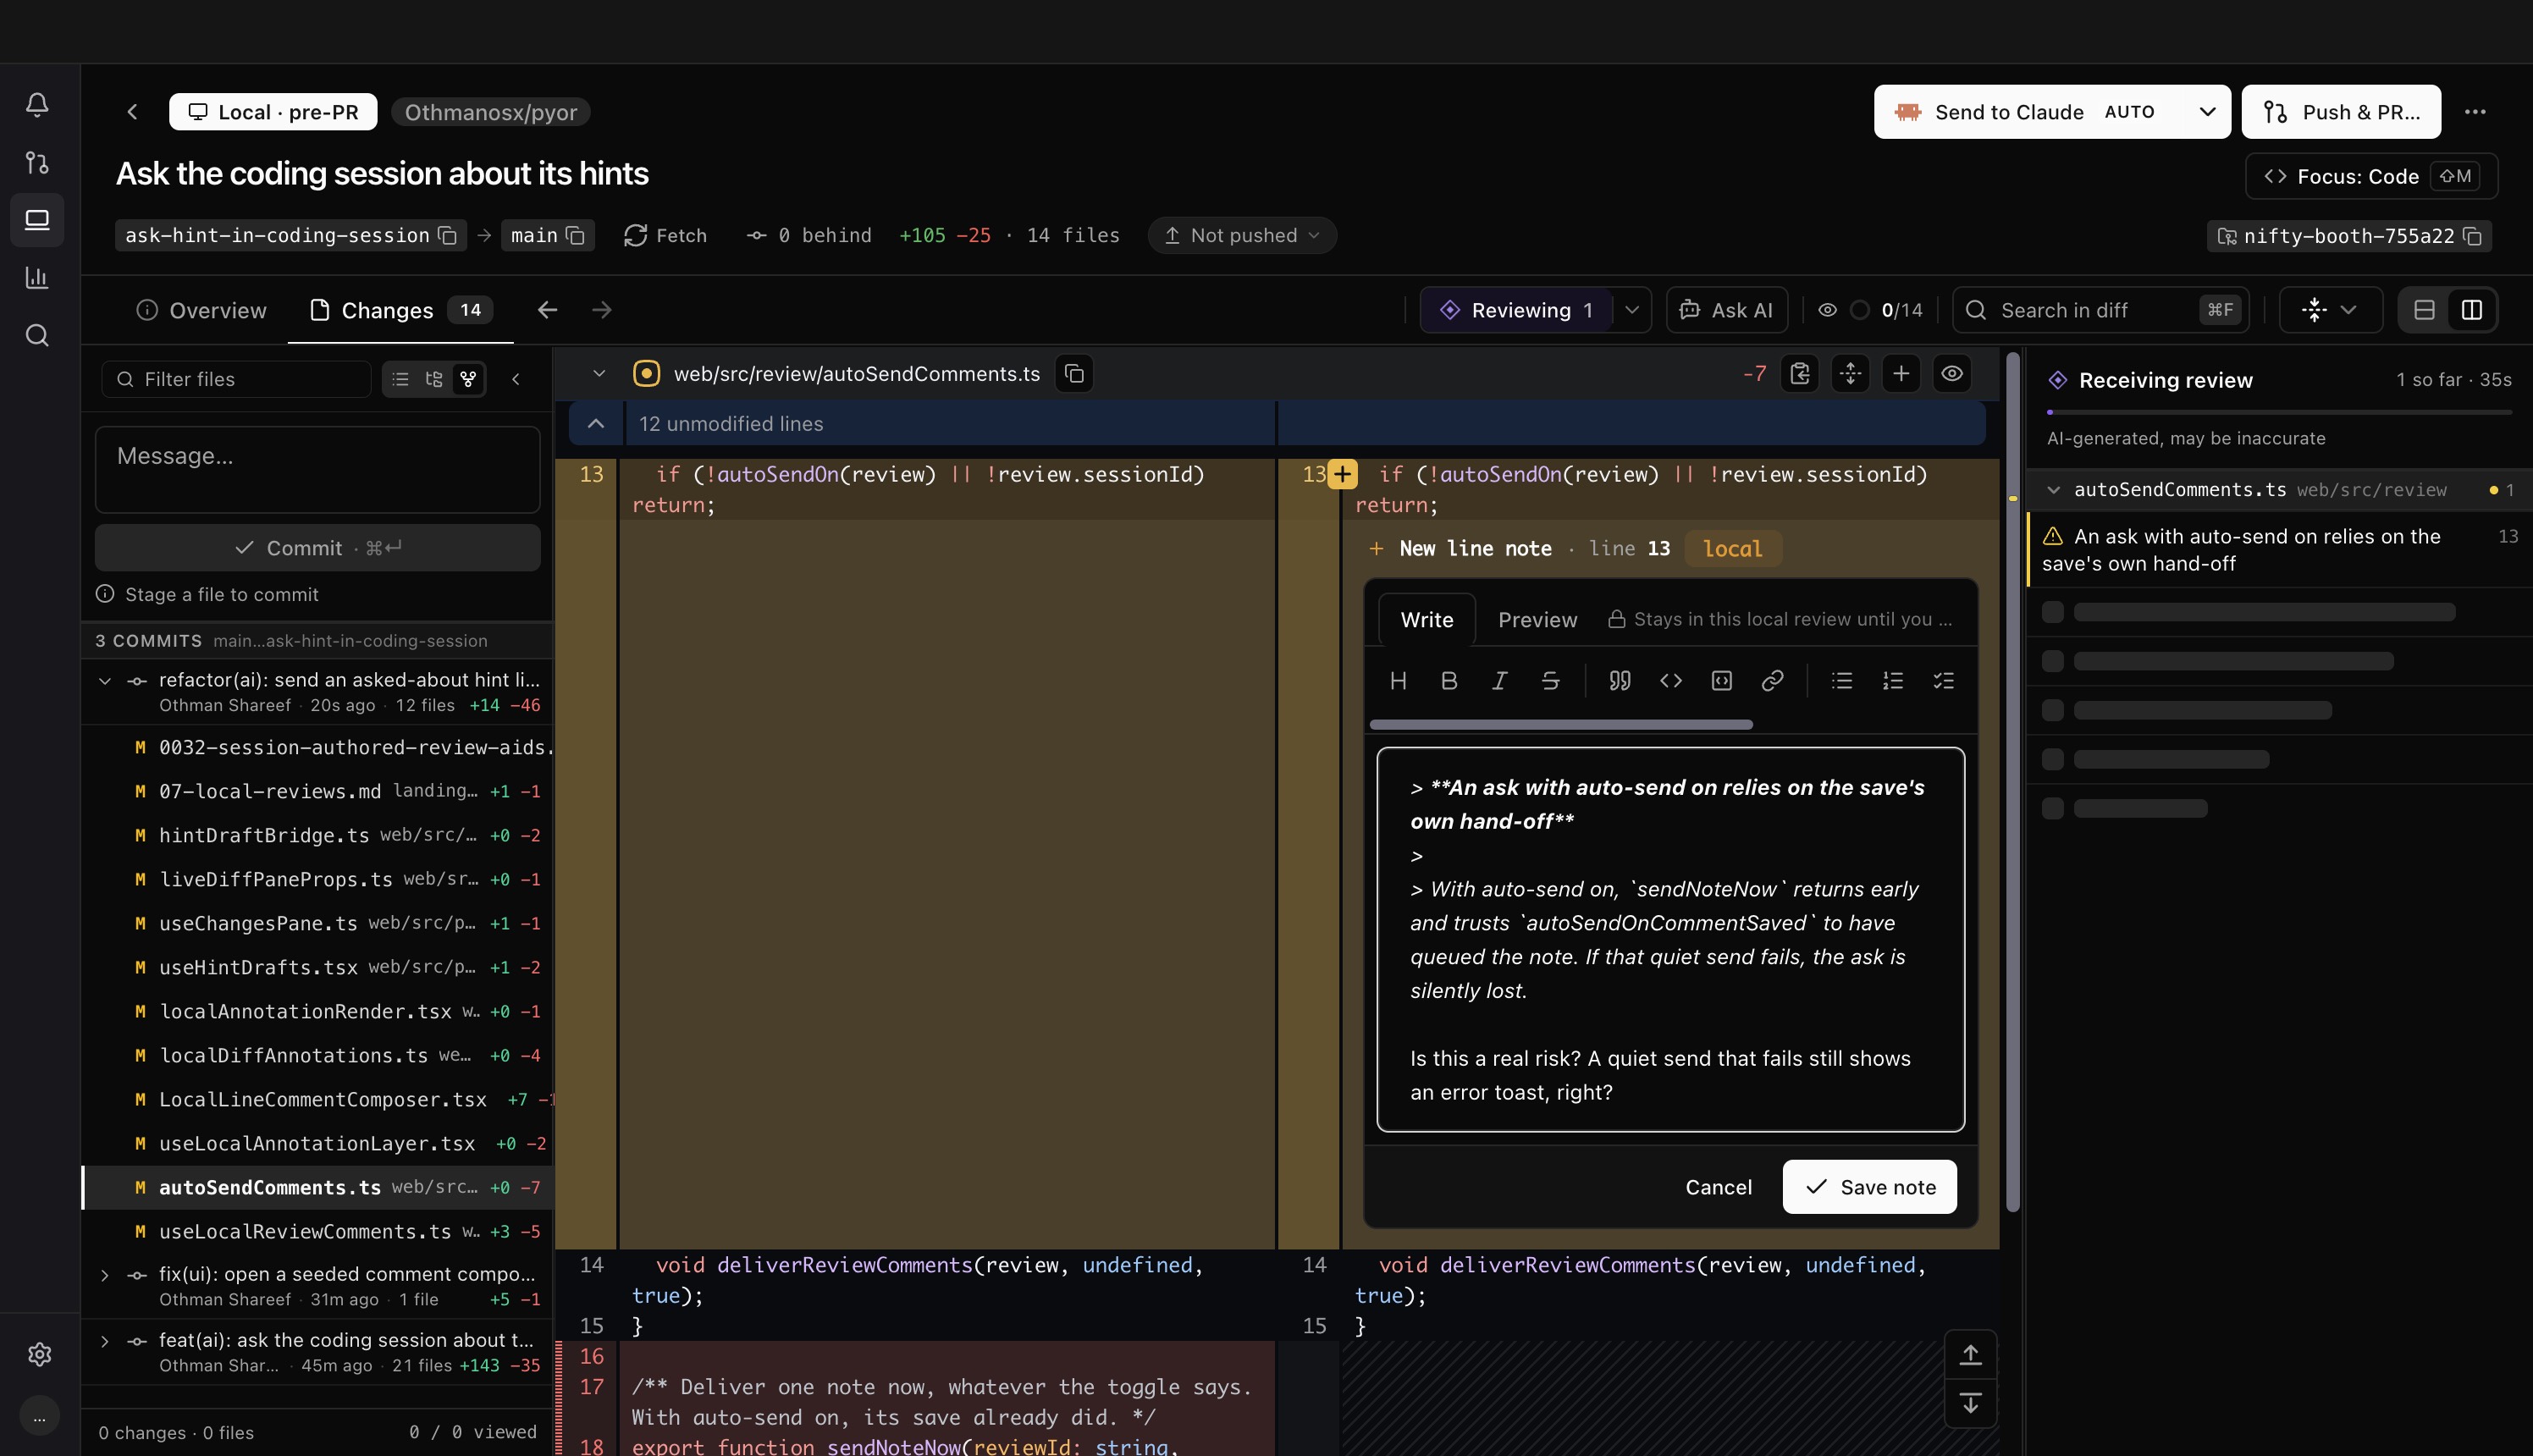 Local · pre-PR
Othmanosx/pyor
Send to Claude AUTO
Push & PR...
Ask the coding session about its hints
Focus: Code ⇧M
ask-hint-in-coding-session → main
Fetch
0 behind +105 −25 · 14 files
Not pushed
nifty-booth-755a22
Overview
Changes 14
Reviewing 1
Ask AI
0/14
Search in diff ⌘F
Filter files
Message...
Commit · ⌘↵
Stage a file to commit
3 COMMITS main...ask-hint-in-coding-session
refactor(ai): send an asked-about hint li...
Othman Shareef · 20s ago · 12 files +14 −46
M 0032-session-authored-review-aids.
M 07-local-reviews.md landing... +1 −1
M hintDraftBridge.ts web/src/... +0 −2
M liveDiffPaneProps.ts web/sr... +0 −1
M useChangesPane.ts web/src/p... +1 −1
M useHintDrafts.tsx web/src/p... +1 −2
M localAnnotationRender.tsx w... +0 −1
M localDiffAnnotations.ts we... +0 −4
M LocalLineCommentComposer.tsx +7
M useLocalAnnotationLayer.tsx +0 −2
M autoSendComments.ts web/src... +0 −7
M useLocalReviewComments.ts w... +3 −5
fix(ui): open a seeded comment compo...
Othman Shareef · 31m ago · 1 file +5 −1
feat(ai): ask the coding session about t...
Othman Shar... · 45m ago · 21 files +143 −35
0 changes · 0 files 0 / 0 viewed
...
web/src/review/autoSendComments.ts
−7
12 unmodified lines
13 if (!autoSendOn(review) || !review.sessionId)
return;
14 void deliverReviewComments(review, undefined,
true);
15 }
16
17 /** Deliver one note now, whatever the toggle says.
With auto-send on, its save already did. */
18 export function sendNoteNow(reviewId: string,
13 + if (!autoSendOn(review) || !review.sessionId)
return;
+ New line note · line 13 local
Write Preview Stays in this local review until you ...
H B I S
> **An ask with auto-send on relies on the save's
own hand-off**
>
> With auto-send on, `sendNoteNow` returns early
and trusts `autoSendOnCommentSaved` to have
queued the note. If that quiet send fails, the ask is
silently lost.
Is this a real risk? A quiet send that fails still shows
an error toast, right?
Cancel
Save note
14 void deliverReviewComments(review, undefined,
true);
15 }
Receiving review 1 so far · 35s
AI-generated, may be inaccurate
autoSendComments.ts web/src/review 1
An ask with auto-send on relies on the 13
save's own hand-off